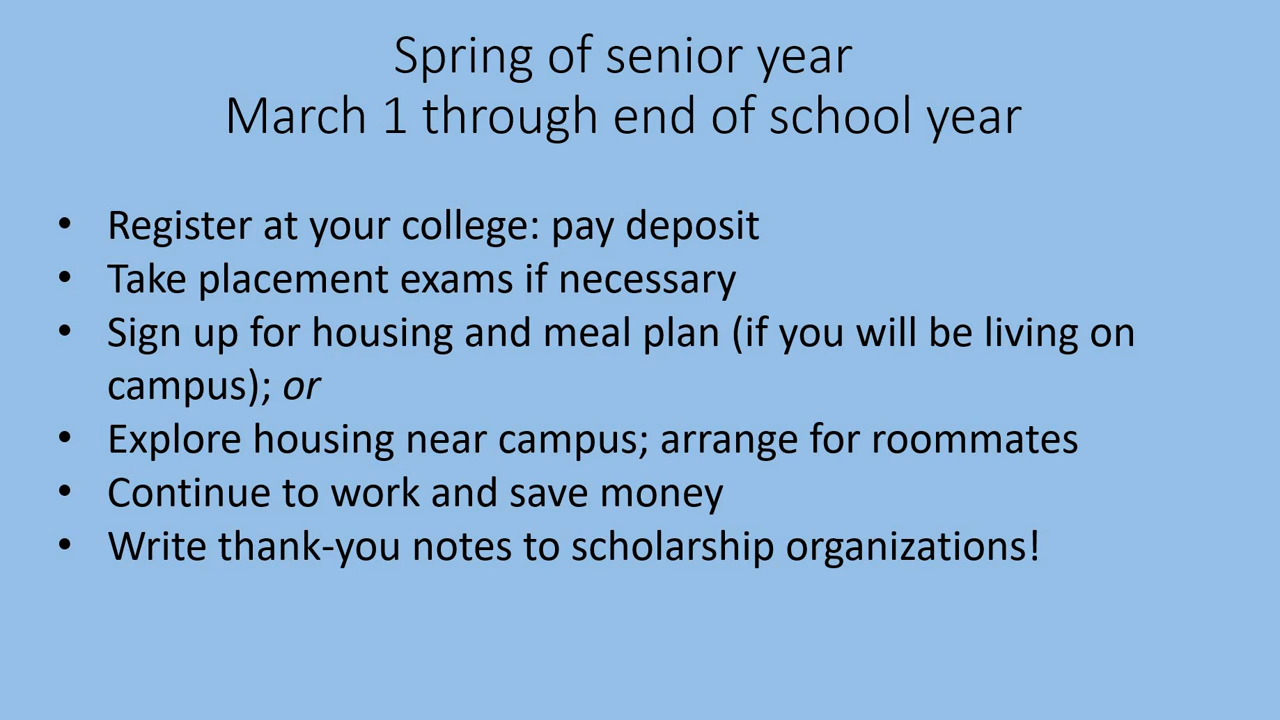 Spring of senior year
March 1 through end of school year
• Register at your college: pay deposit
• Take placement exams if necessary
• Sign up for housing and meal plan (if you will be living on
campus); or
• Explore housing near campus; arrange for roommates
• Continue to work and save money
• Write thank-you notes to scholarship organizations!